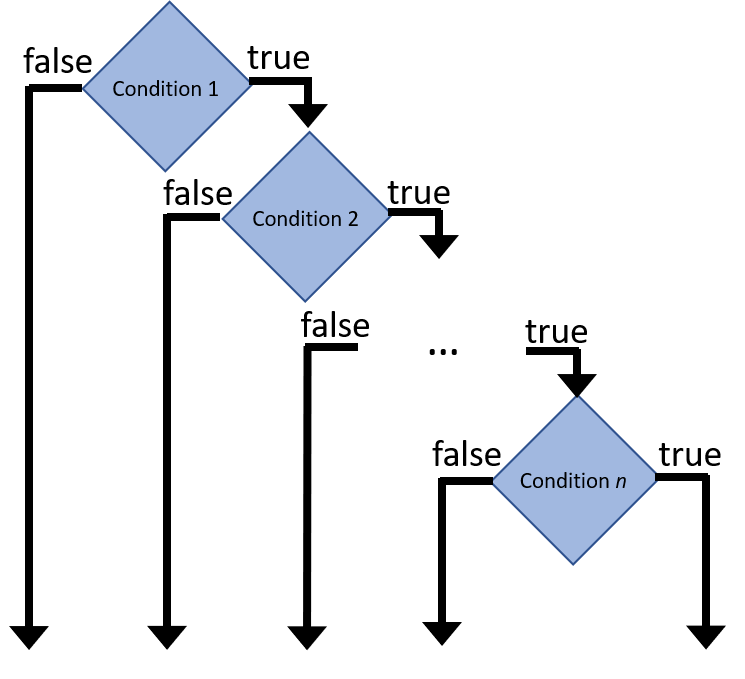 false
true
Condition 1
false
true
Condition 2
false
...
true
false
true
Condition n